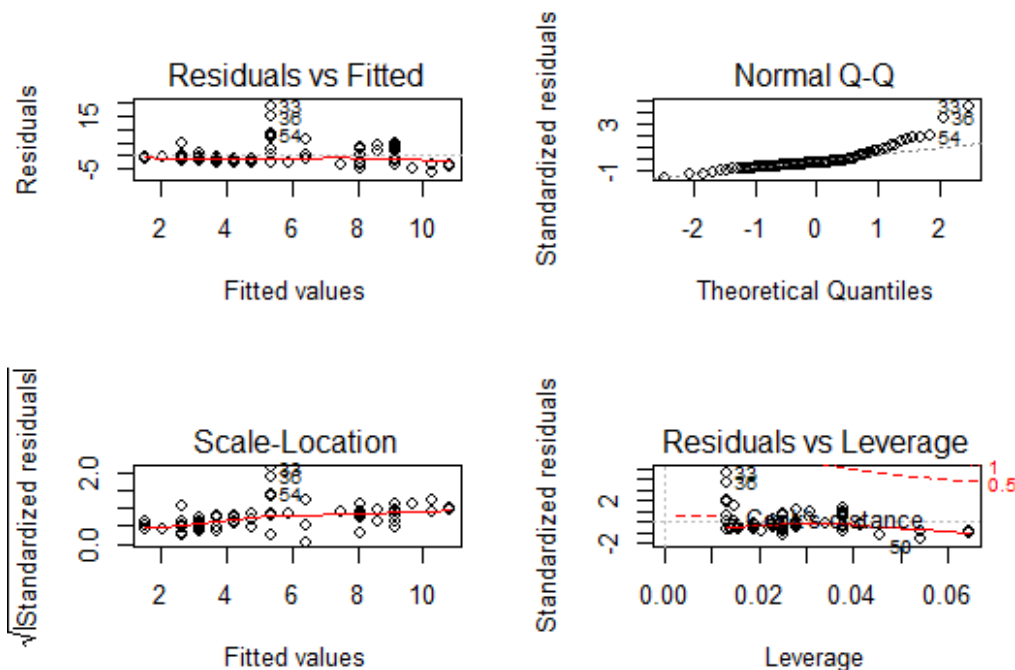 Residuals vs Fitted
Residuals
15
-5
33
36
54
2 4 6 8 10
Fitted values
Normal Q-Q
Standardized residuals
3
-1
33
36
54
-2 -1 0 1 2
Theoretical Quantiles
Scale-Location
√|Standardized residuals|
2.0
0.0
33
36
54
2 4 6 8 10
Fitted values
Residuals vs Leverage
Standardized residuals
2
-2
33
36
Cook's distance
50
1
0.5
0.00 0.02 0.04 0.06
Leverage